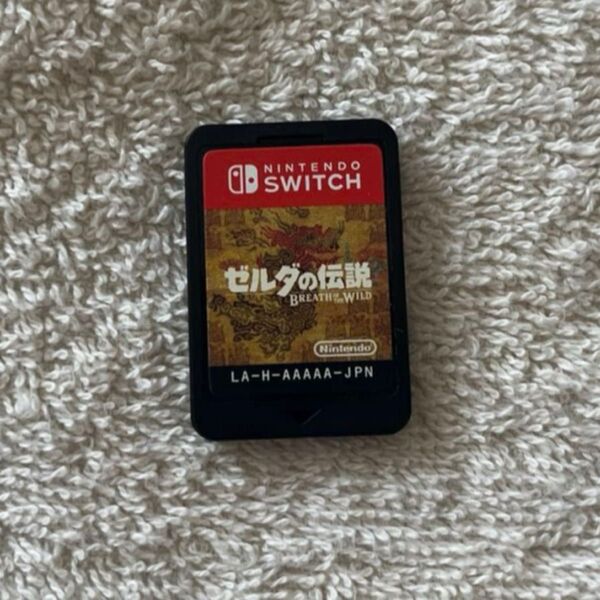 NINTENDO
SWITCH
ゼルダの伝説
BREATH OF THE WILD
Nintendo
LA-H-AAAAA-JPN